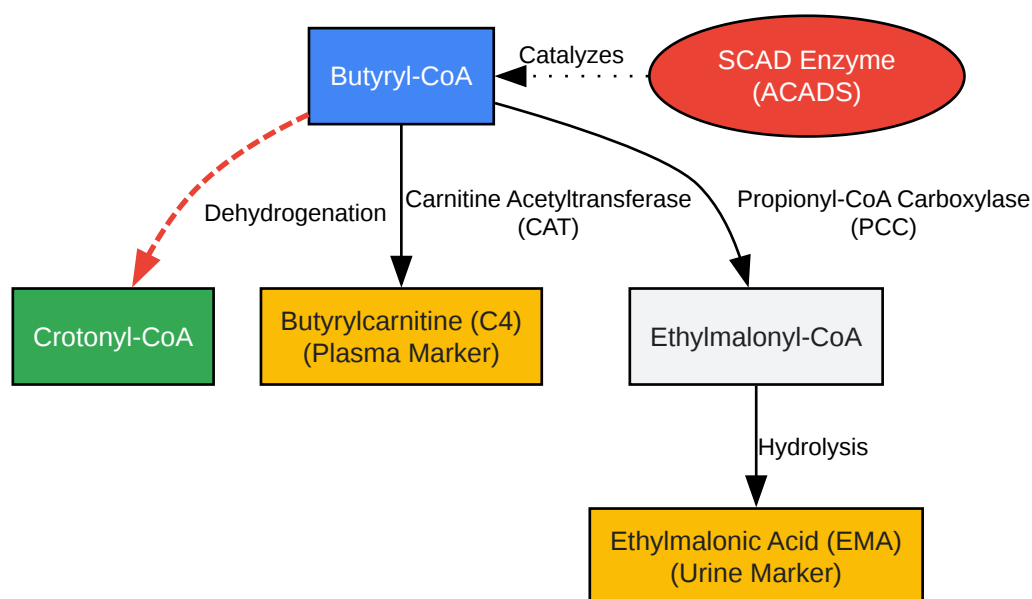 Butyryl-CoA
Catalyzes
SCAD Enzyme
(ACADS)
Dehydrogenation
Carnitine Acetyltransferase
(CAT)
Propionyl-CoA Carboxylase
(PCC)
Crotonyl-CoA
Butyrylcarnitine (C4)
(Plasma Marker)
Ethylmalonyl-CoA
Hydrolysis
Ethylmalonic Acid (EMA)
(Urine Marker)